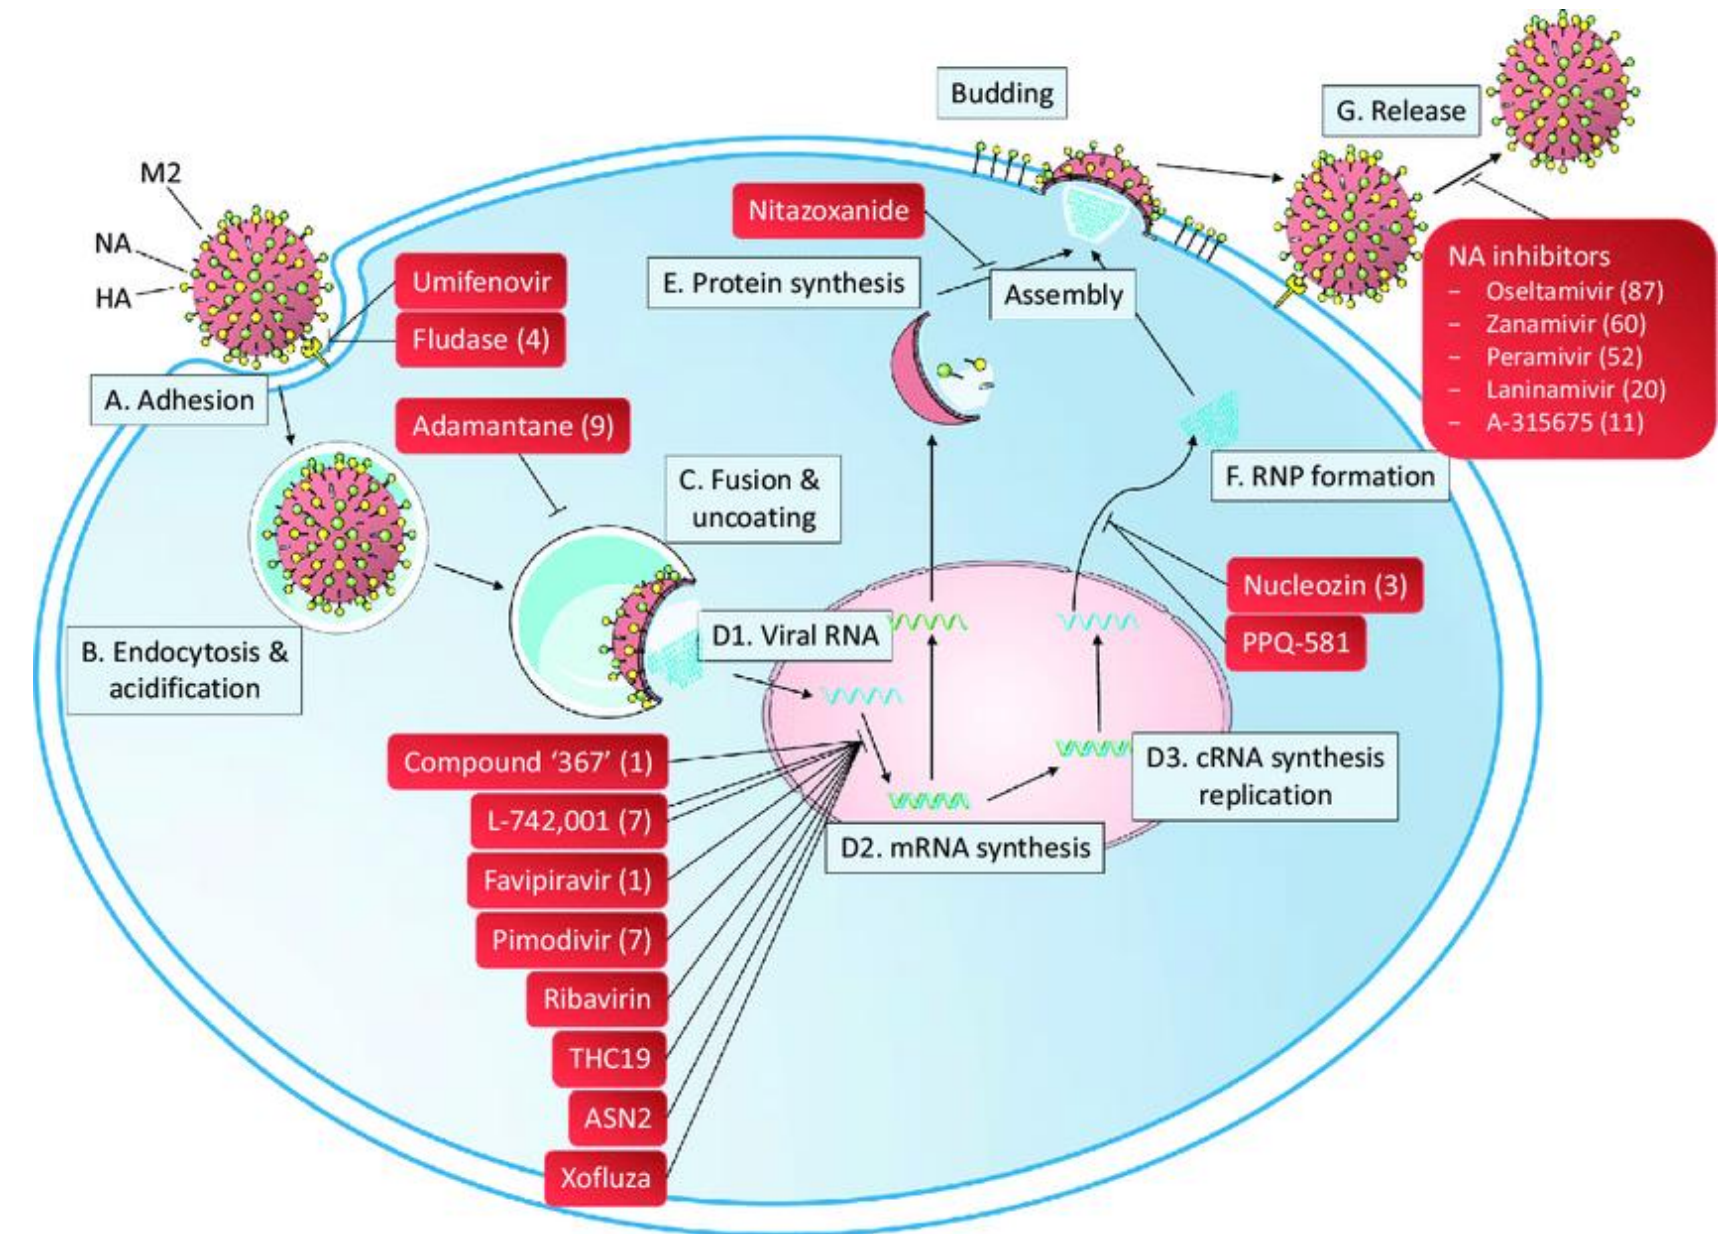 Budding
G. Release
M2
NA
HA
Nitazoxanide
Umifenovir
Fludase (4)
E. Protein synthesis
Assembly
NA inhibitors
– Oseltamivir (87)
– Zanamivir (60)
– Peramivir (52)
– Laninamivir (20)
– A-315675 (11)
A. Adhesion
Adamantane (9)
C. Fusion &
uncoating
F. RNP formation
B. Endocytosis &
acidification
D1. Viral RNA
Nucleozin (3)
PPQ-581
Compound ‘367’ (1)
L-742,001 (7)
Favipiravir (1)
Pimodivir (7)
Ribavirin
THC19
ASN2
Xofluza
D3. cRNA synthesis
replication
D2. mRNA synthesis